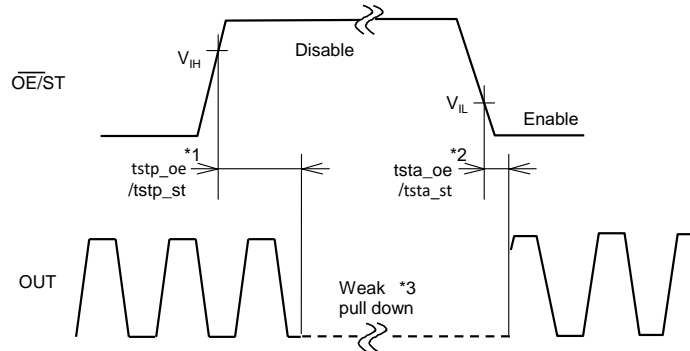 Disable
V_IH
OE/ST
V_IL
Enable
*1
tstp_oe
/tstp_st
*2
tsta_oe
/tsta_st
OUT
Weak *3
pull down